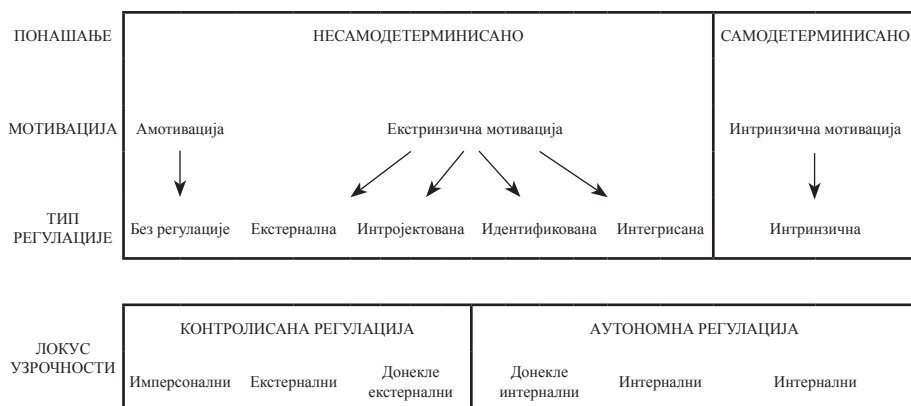 ПОНАШАЊЕ НЕСАМОДЕТЕРМИНИСАНО САМОДЕТЕРМИНИСАНО
МОТИВАЦИЈА Амотивација Екстринзична мотивација Интринзична мотивација
ТИП
РЕГУЛАЦИЈЕ Без регулације Екстернална Интројектована Идентификована Интегрисана Интринзична
КОНТРОЛИСАНА РЕГУЛАЦИЈА АУТОНОМНА РЕГУЛАЦИЈА
ЛОКУС
УЗРОЧНОСТИ Имперсонални Екстернални Донекле
екстернални Донекле
интернални Интернални Интернални